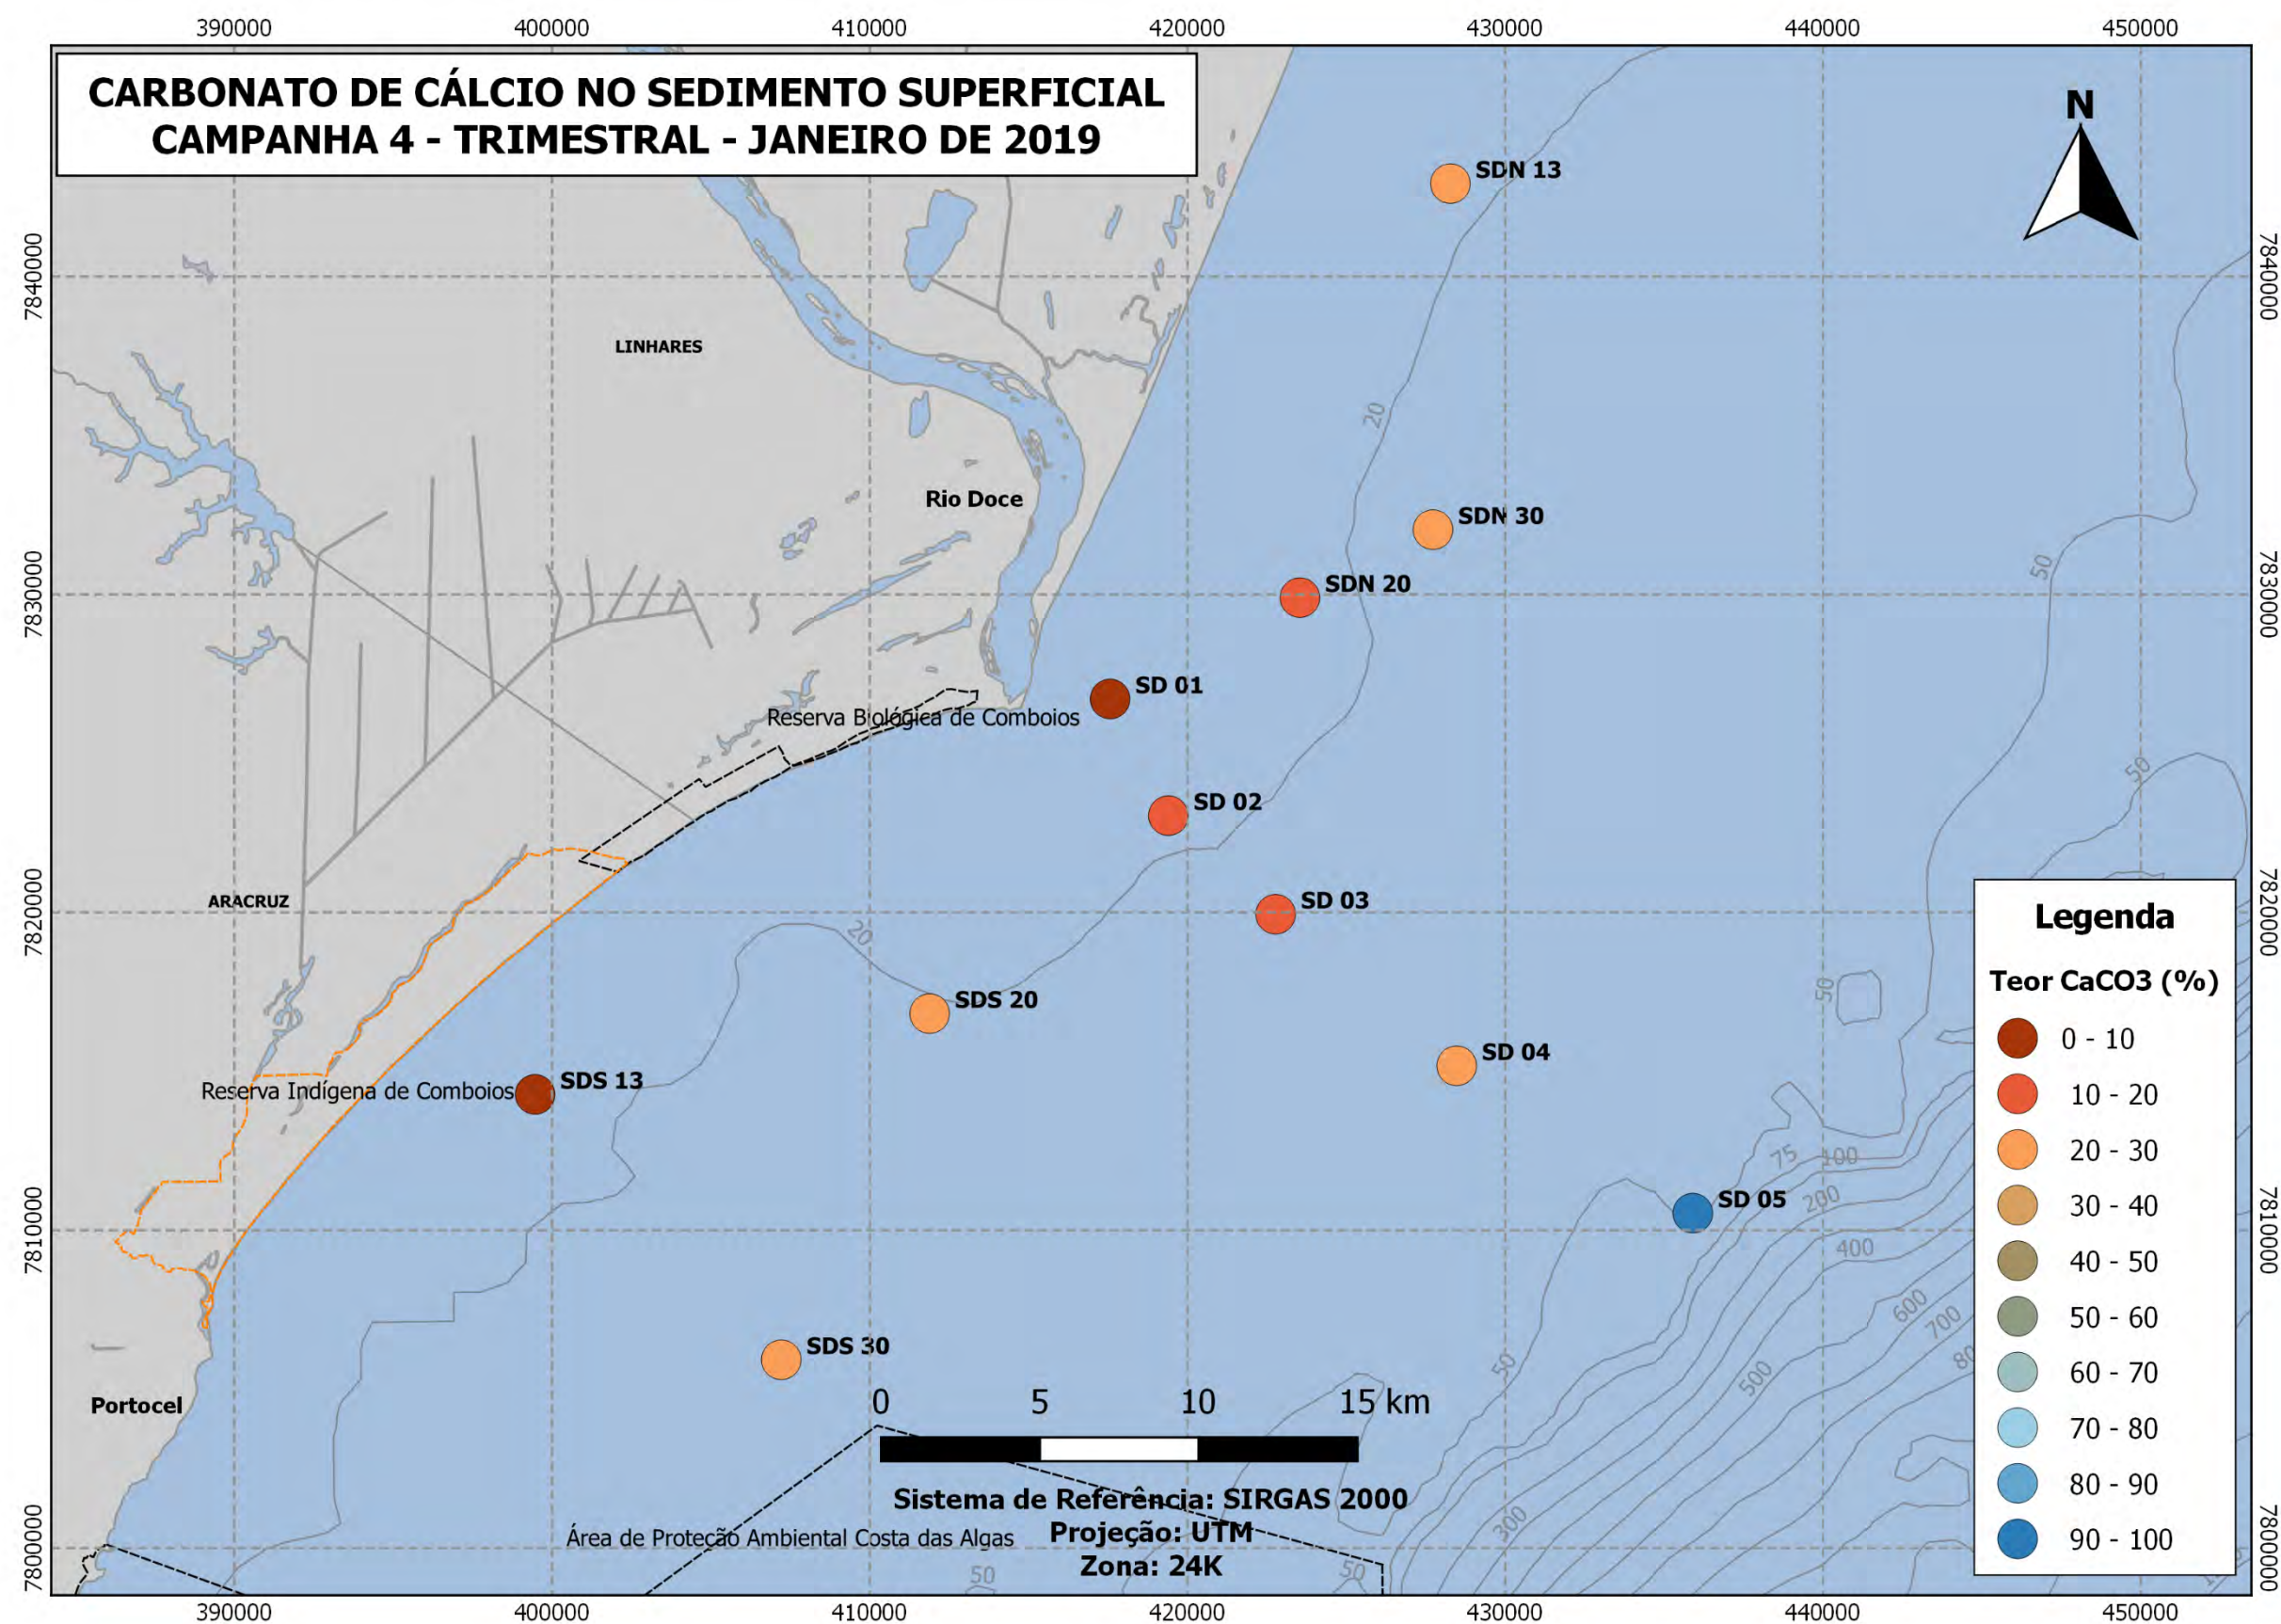 390000 400000 410000 420000 430000 440000 450000
CARBONATO DE CÁLCIO NO SEDIMENTO SUPERFICIAL
CAMPANHA 4 - TRIMESTRAL - JANEIRO DE 2019
N
SDN 13
7840000 7840000
LINHARES
20
Rio Doce
SDN 30
50
SDN 20
7830000 7830000
SD 01
Reserva Biológica de Comboios
50
SD 02
SD 03
ARACRUZ
20
7820000 7820000
SDS 20
50
SD 04
SDS 13
Reserva Indígena de Comboios
75 100
SD 05
200
7810000 7810000
400
600
700
SDS 30
50
80
500
Portocel
0 5 10 15 km
Sistema de Referência: SIRGAS 2000
Projeção: UTM
Zona: 24K
Área de Proteção Ambiental Costa das Algas
300
50
50
7800000 7800000
Legenda
Teor CaCO3 (%)
0 - 10
10 - 20
20 - 30
30 - 40
40 - 50
50 - 60
60 - 70
70 - 80
80 - 90
90 - 100
390000 400000 410000 420000 430000 440000 450000